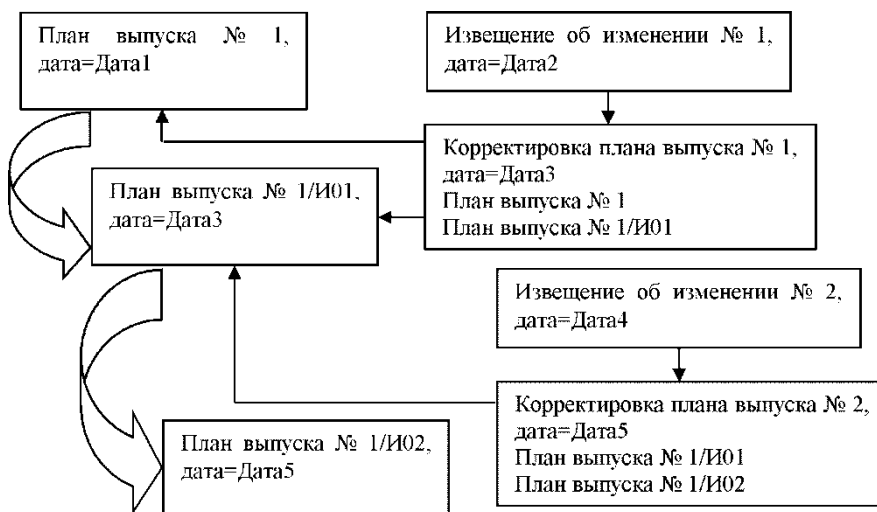 План выпуска № 1,
дата=Дата1
Извещение об изменении № 1,
дата=Дата2
Корректировка плана выпуска № 1,
дата=Дата3
План выпуска № 1
План выпуска № 1/И01
План выпуска № 1/И01,
дата=Дата3
Извещение об изменении № 2,
дата=Дата4
Корректировка плана выпуска № 2,
дата=Дата5
План выпуска № 1/И01
План выпуска № 1/И02
План выпуска № 1/И02,
дата=Дата5